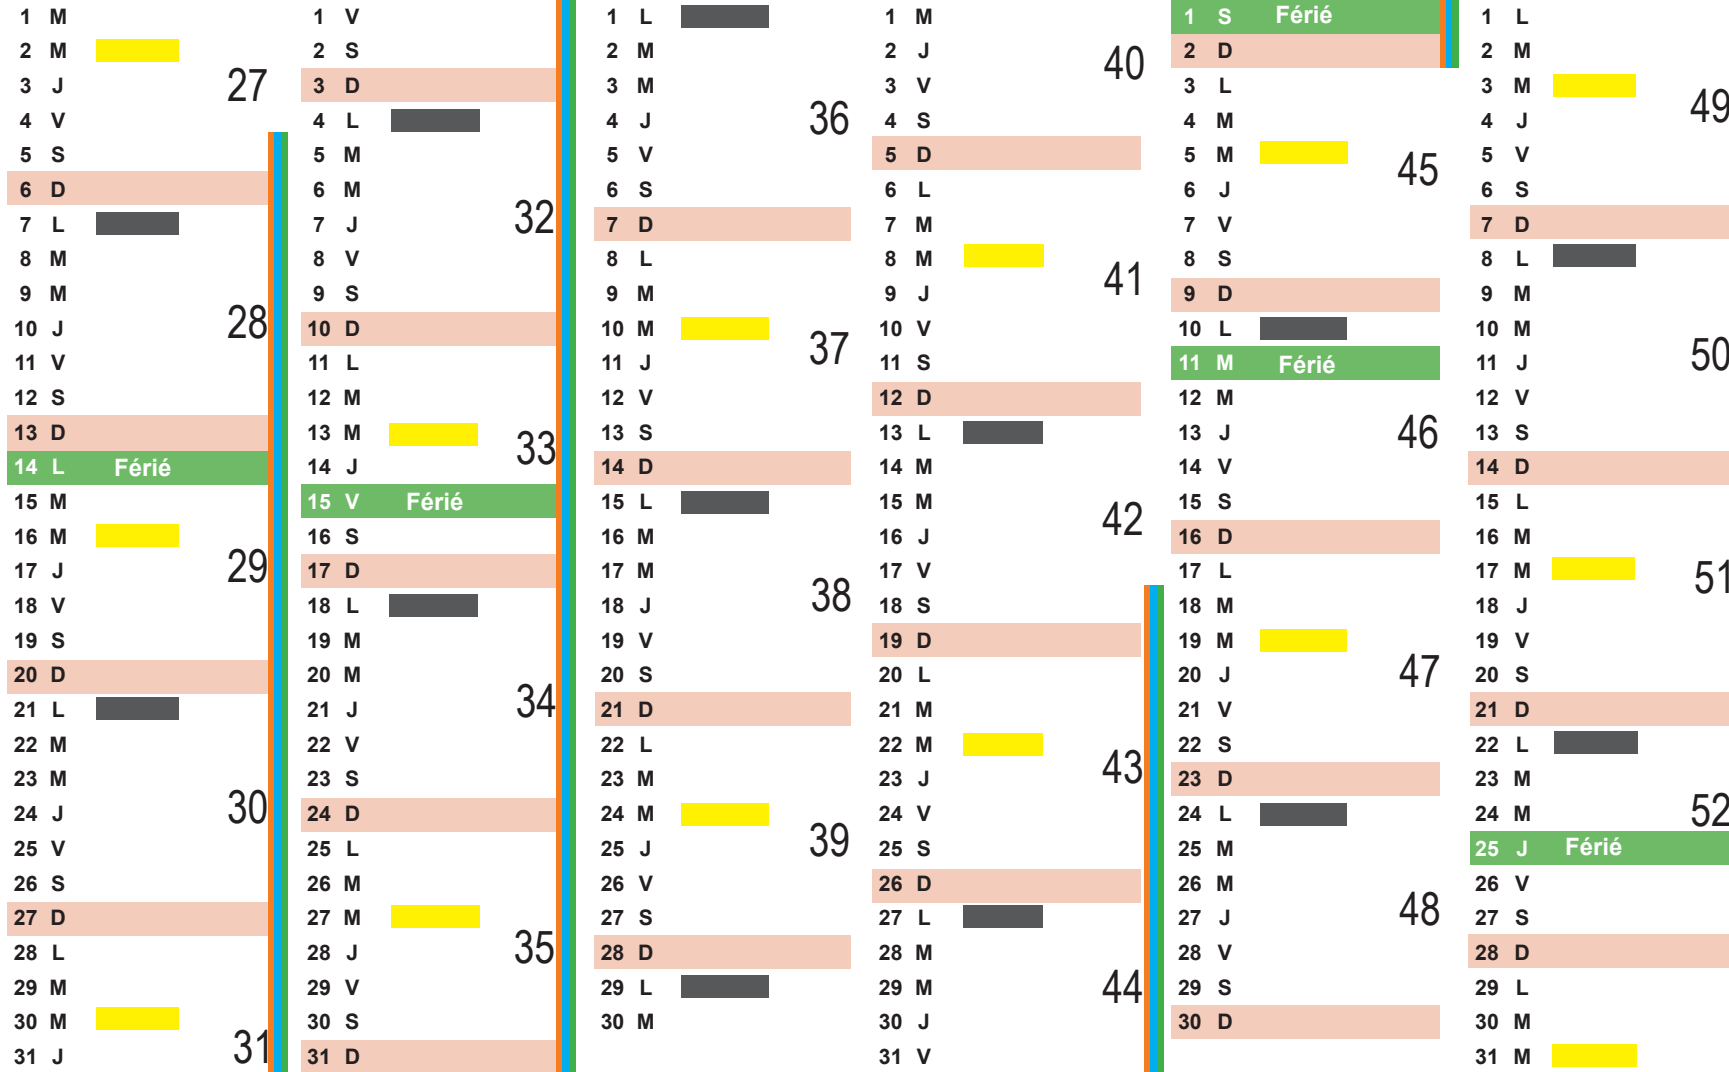 1 M
2 M
27
3 J
4 V
5 S
6 D
7 L
8 M
9 M
28
10 J
11 V
12 S
13 D
14 L Férié
15 M
16 M
29
17 J
18 V
19 S
20 D
21 L
22 M
23 M
30
24 J
25 V
26 S
27 D
28 L
29 M
30 M
31
31 J
1 V
2 S
3 D
4 L
5 M
6 M
32
7 J
8 V
9 S
10 D
11 L
12 M
13 M
33
14 J
15 V Férié
16 S
17 D
18 L
19 M
20 M
34
21 J
22 V
23 S
24 D
25 L
26 M
27 M
35
28 J
29 V
30 S
31 D
1 L
2 M
3 M
36
4 J
5 V
6 S
7 D
8 L
9 M
10 M
37
11 J
12 V
13 S
14 D
15 L
16 M
17 M
38
18 J
19 V
20 S
21 D
22 L
23 M
24 M
39
25 J
26 V
27 S
28 D
29 L
30 M
1 M
40
2 J
3 V
4 S
5 D
6 L
7 M
8 M
41
9 J
10 V
11 S
12 D
13 L
14 M
15 M
42
16 J
17 V
18 S
19 D
20 L
21 M
22 M
43
23 J
24 V
25 S
26 D
27 L
28 M
29 M
44
30 J
31 V
1 S Férié
2 D
3 L
4 M
5 M
45
6 J
7 V
8 S
9 D
10 L
11 M Férié
12 M
46
13 J
14 V
15 S
16 D
17 L
18 M
19 M
47
20 J
21 V
22 S
23 D
24 L
25 M
26 M
48
27 J
28 V
29 S
30 D
1 L
2 M
3 M
49
4 J
5 V
6 S
7 D
8 L
9 M
10 M
50
11 J
12 V
13 S
14 D
15 L
16 M
17 M
51
18 J
19 V
20 S
21 D
22 L
23 M
24 M
52
25 J Férié
26 V
27 S
28 D
29 L
30 M
31 M